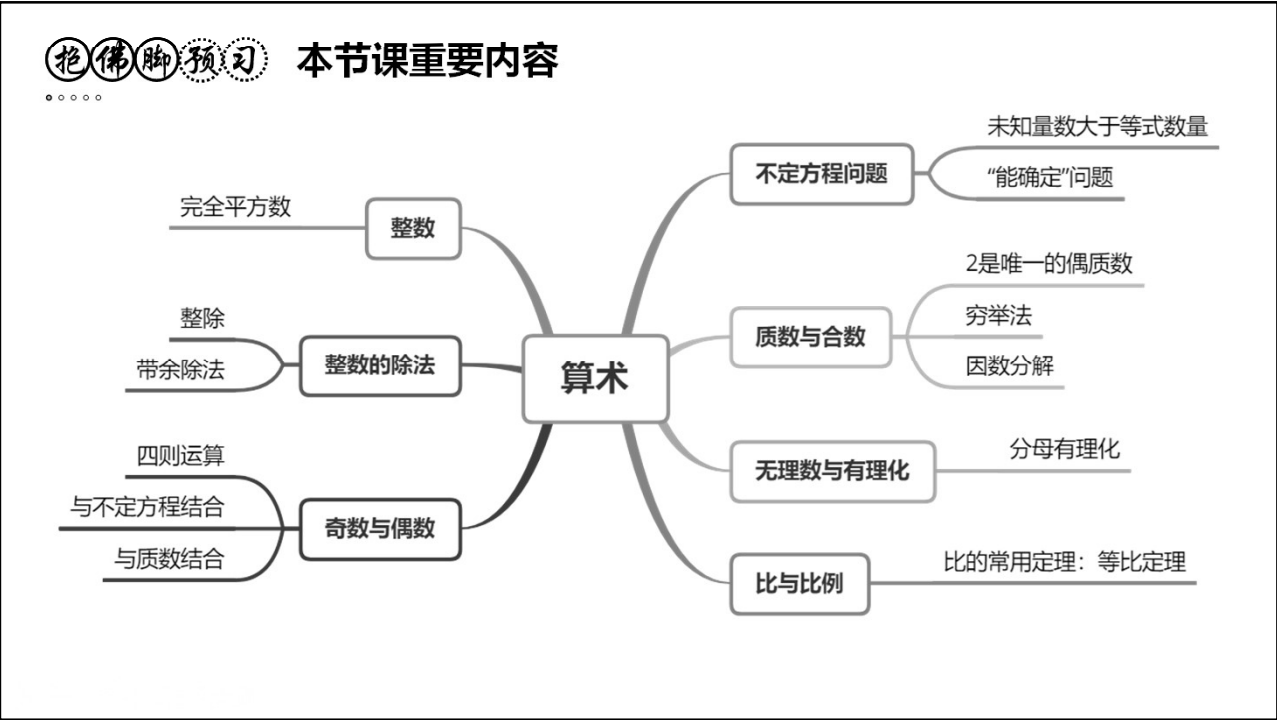 抱佛脚预习 本节课重要内容
完全平方数
整数
整除
带余除法
整数的除法
四则运算
与不定方程结合
与质数结合
奇数与偶数
算术
不定方程问题
未知量数大于等式数量
“能确定”问题
质数与合数
2是唯一的偶质数
穷举法
因数分解
无理数与有理化
分母有理化
比与比例
比的常用定理：等比定理